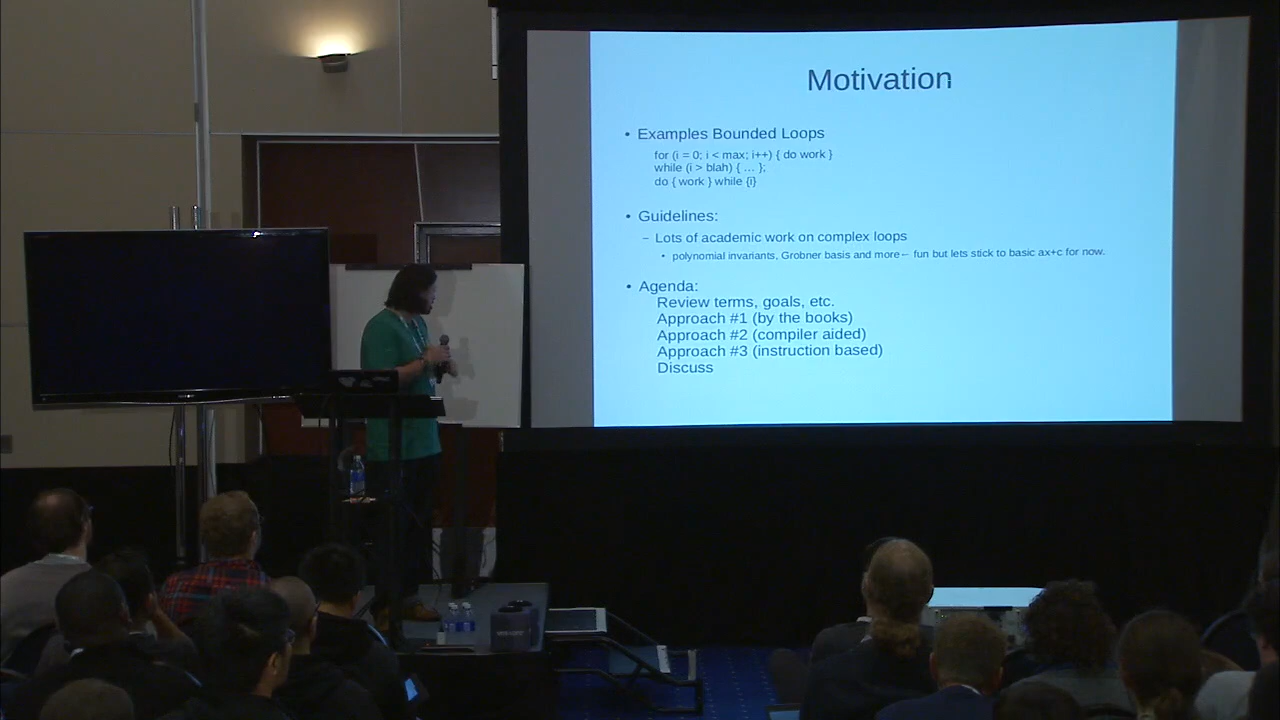 Motivation
• Examples Bounded Loops
for (i = 0; i < max; i++) { do work }
while (i > blah) { ... };
do { work } while {i}
• Guidelines:
– Lots of academic work on complex loops
• polynomial invariants, Grobner basis and more – fun but lets stick to basic ax+c for now.
• Agenda:
Review terms, goals, etc.
Approach #1 (by the books)
Approach #2 (compiler aided)
Approach #3 (instruction based)
Discuss